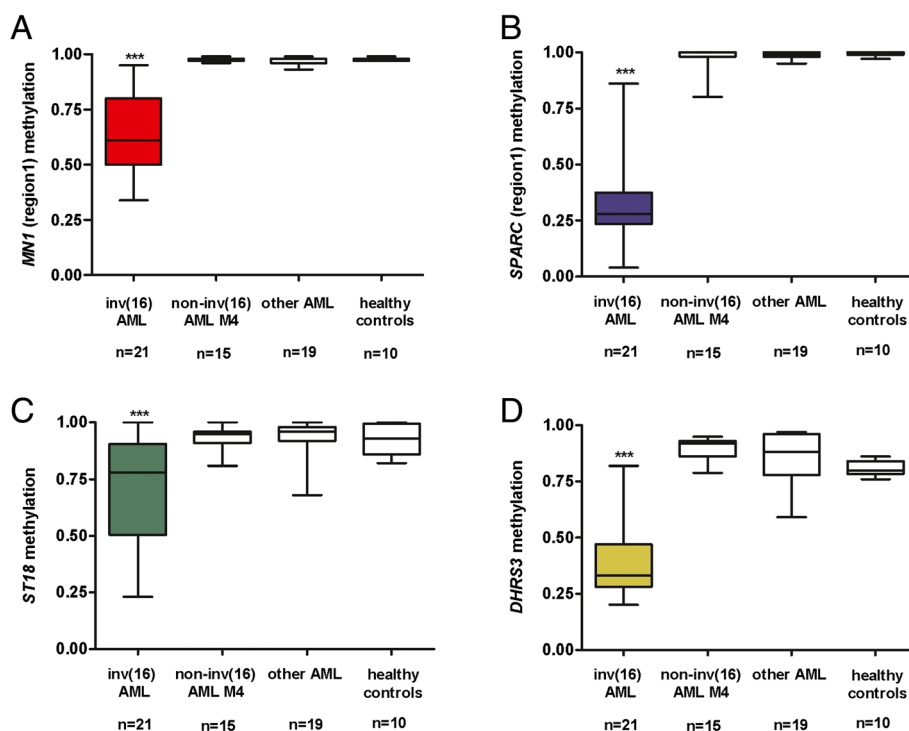 A
MN1 (region1) methylation
1.00
0.75
0.50
0.25
0.00
***
inv(16) AML
non-inv(16) AML M4
other AML
healthy controls
n=21
n=15
n=19
n=10
B
SPARC (region1) methylation
1.00
0.75
0.50
0.25
0.00
***
inv(16) AML
non-inv(16) AML M4
other AML
healthy controls
n=21
n=15
n=19
n=10
C
ST18 methylation
1.00
0.75
0.50
0.25
0.00
***
inv(16) AML
non-inv(16) AML M4
other AML
healthy controls
n=21
n=15
n=19
n=10
D
DHRS3 methylation
1.00
0.75
0.50
0.25
0.00
***
inv(16) AML
non-inv(16) AML M4
other AML
healthy controls
n=21
n=15
n=19
n=10